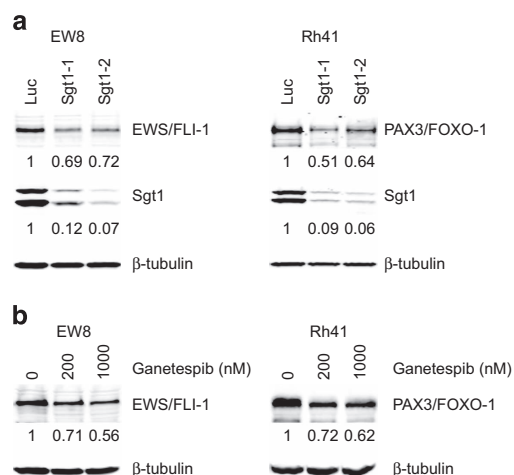 a
EW8
Luc Sgt1-1 Sgt1-2
EWS/FLI-1
1 0.69 0.72
Sgt1
1 0.12 0.07
β-tubulin
Rh41
Luc Sgt1-1 Sgt1-2
PAX3/FOXO-1
1 0.51 0.64
Sgt1
1 0.09 0.06
β-tubulin
b
EW8
0 200 1000 Ganetespib (nM)
EWS/FLI-1
1 0.71 0.56
β-tubulin
Rh41
0 200 1000 Ganetespib (nM)
PAX3/FOXO-1
1 0.72 0.62
β-tubulin